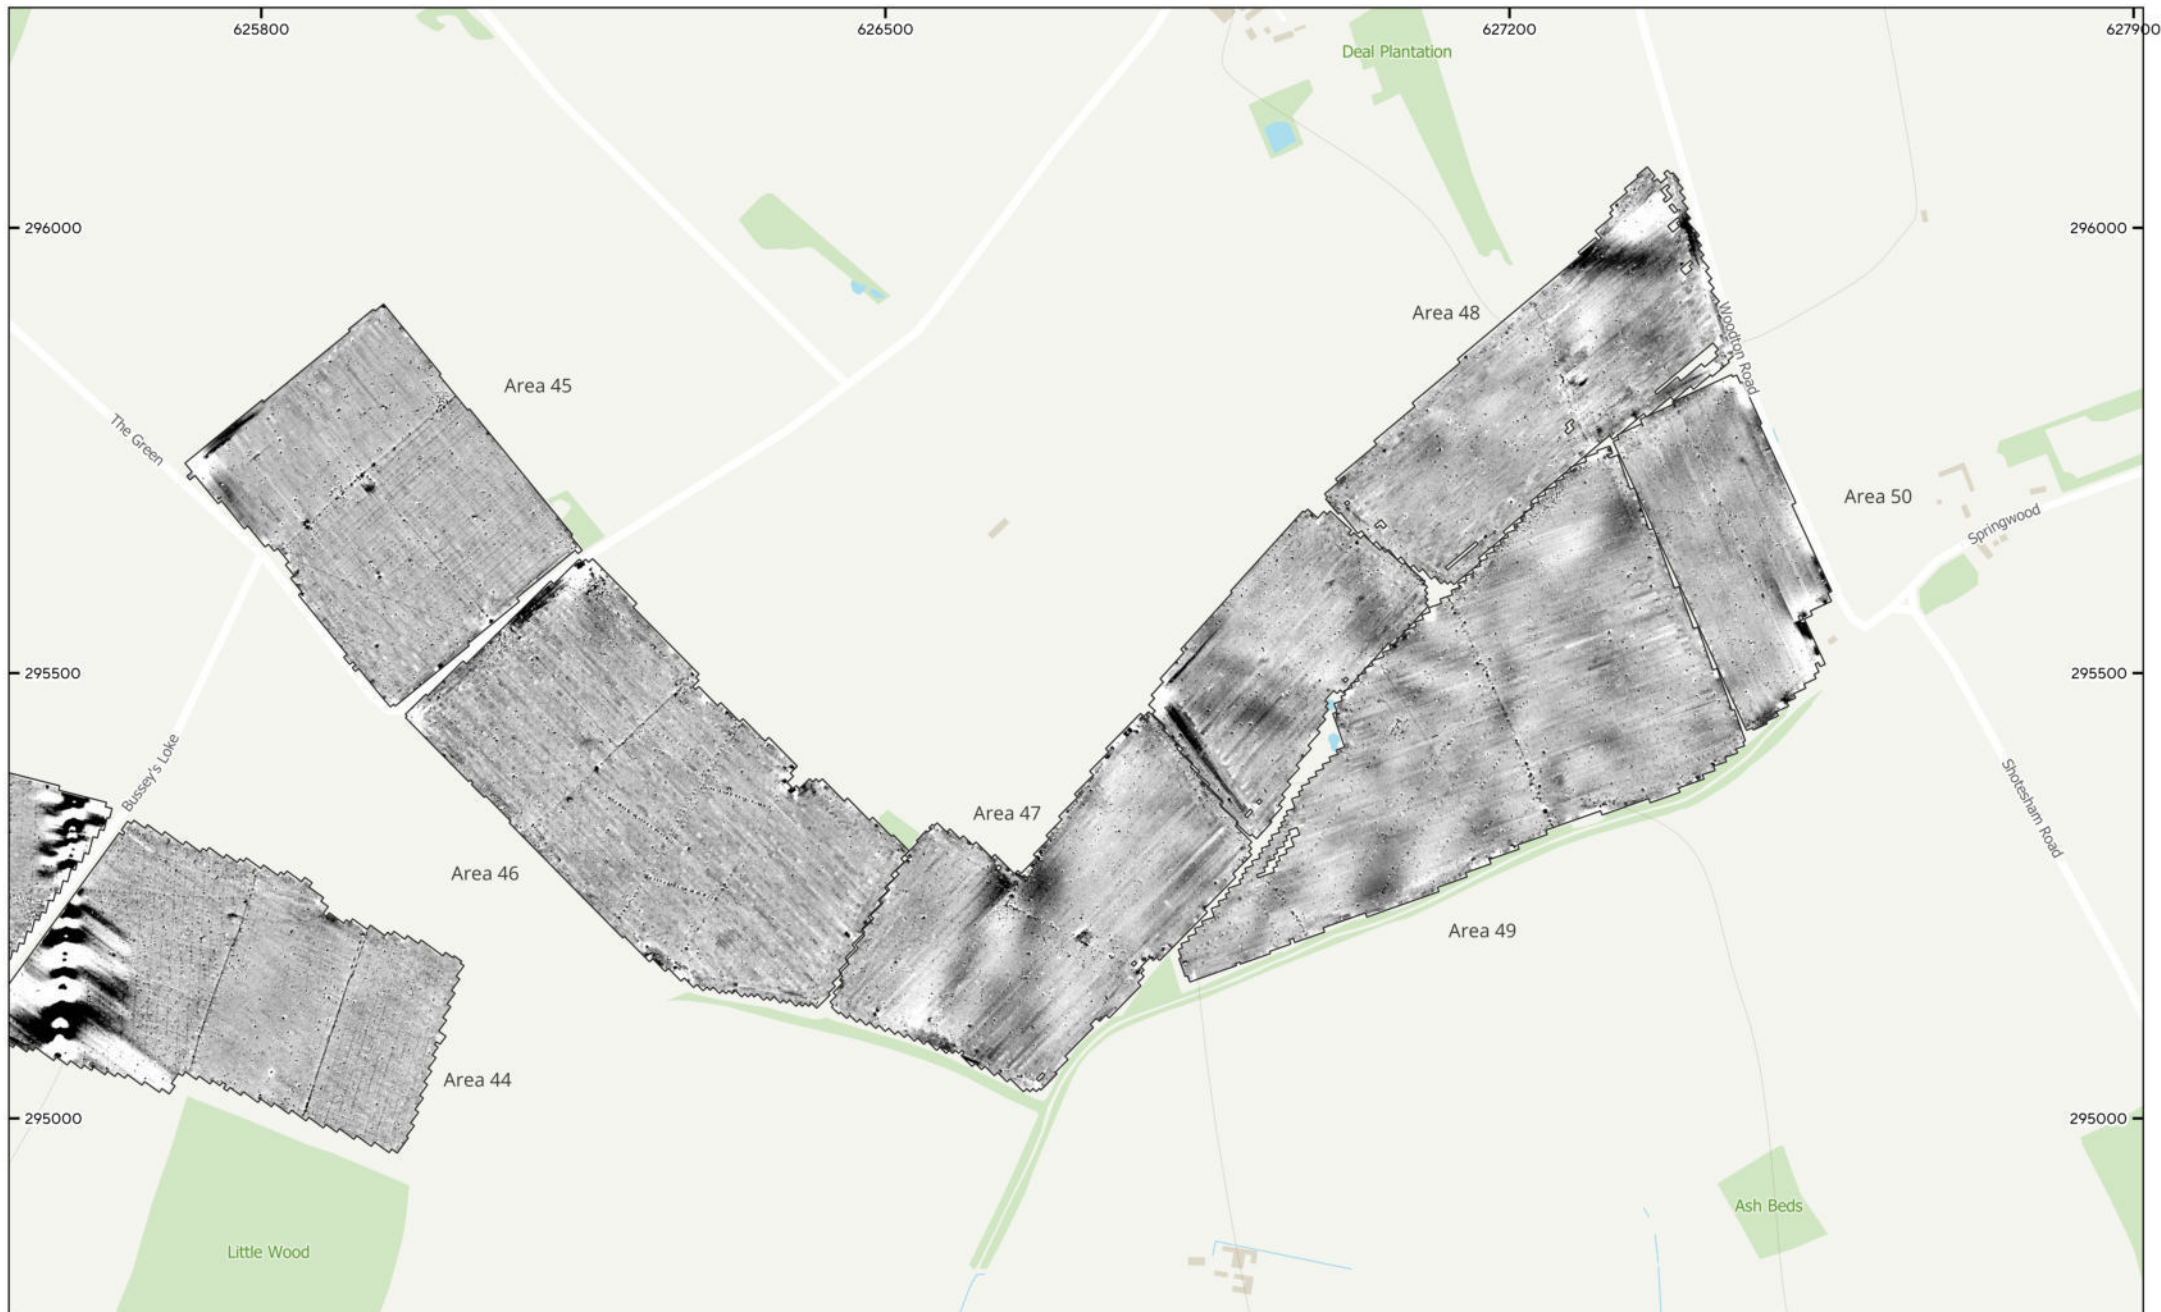 625800
626500
627200
627900
Deal Plantation
296000
296000
Area 48
Woodton Road
Area 45
The Green
Area 50
Springwood
295500
295500
Bussey's Loke
Area 47
Shotesham Road
Area 46
Area 49
Area 44
295000
295000
Ash Beds
Little Wood